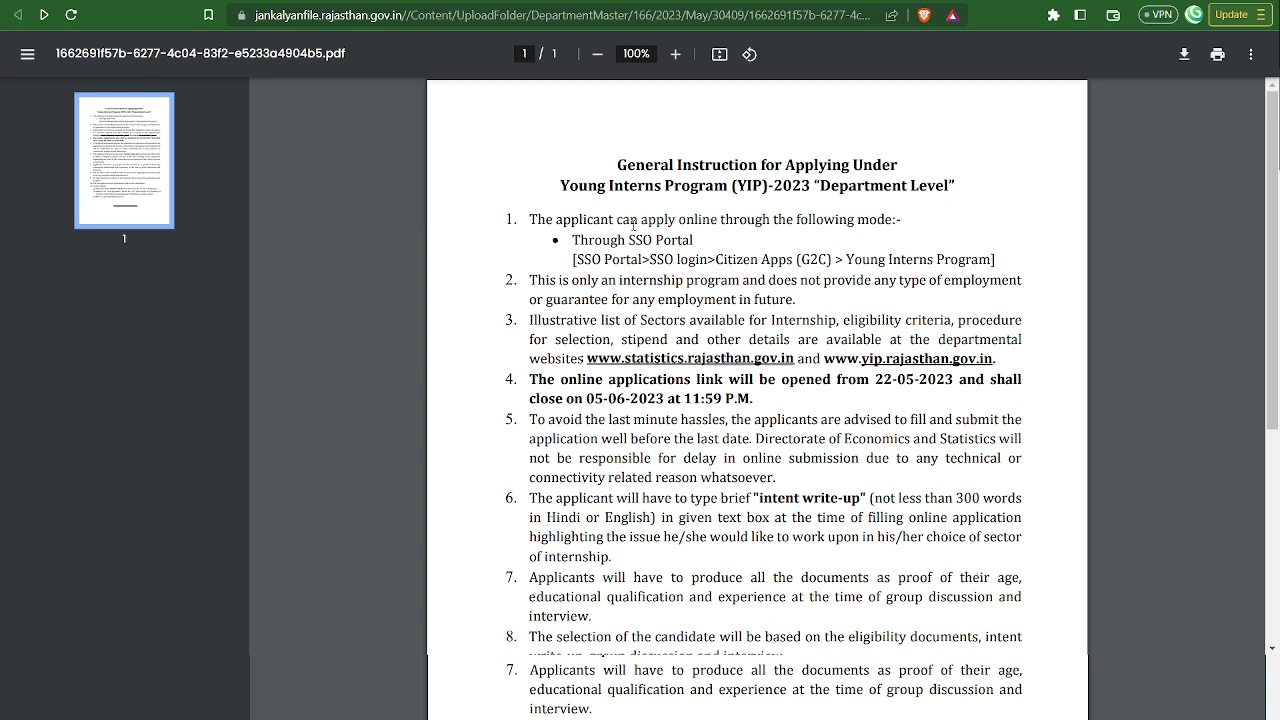 jankalyanfile.rajasthan.gov.in//Content/UploadFolder/DepartmentMaster/166/2023/May/30409/1662691f57b-6277-4c...
VPN
Update
1662691f57b-6277-4c04-83f2-e5233a4904b5.pdf
1 / 1
100%
1
General Instruction for Applying Under
Young Interns Program (YIP)-2023 “Department Level”
1. The applicant can apply online through the following mode:-
• Through SSO Portal
[SSO Portal>SSO login>Citizen Apps (G2C) > Young Interns Program]
2. This is only an internship program and does not provide any type of employment
or guarantee for any employment in future.
3. Illustrative list of Sectors available for Internship, eligibility criteria, procedure
for selection, stipend and other details are available at the departmental
websites www.statistics.rajasthan.gov.in and www.yip.rajasthan.gov.in.
4. The online applications link will be opened from 22-05-2023 and shall
close on 05-06-2023 at 11:59 P.M.
5. To avoid the last minute hassles, the applicants are advised to fill and submit the
application well before the last date. Directorate of Economics and Statistics will
not be responsible for delay in online submission due to any technical or
connectivity related reason whatsoever.
6. The applicant will have to type brief "intent write-up" (not less than 300 words
in Hindi or English) in given text box at the time of filling online application
highlighting the issue he/she would like to work upon in his/her choice of sector
of internship.
7. Applicants will have to produce all the documents as proof of their age,
educational qualification and experience at the time of group discussion and
interview.
8. The selection of the candidate will be based on the eligibility documents, intent
7. Applicants will have to produce all the documents as proof of their age,
educational qualification and experience at the time of group discussion and
interview.